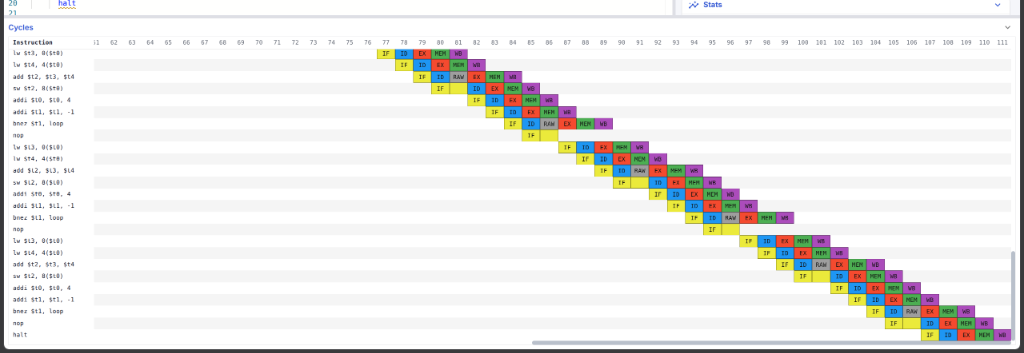 20 halt
21
Stats
Cycles
Instruction 61 62 63 64 65 66 67 68 69 70 71 72 73 74 75 76 77 78 79 80 81 82 83 84 85 86 87 88 89 90 91 92 93 94 95 96 97 98 99 100 101 102 103 104 105 106 107 108 109 110 111
lw $t3, 0($t0) IF ID EX MEM WB
lw $t4, 4($t0) IF ID EX MEM WB
add $t2, $t3, $t4 IF ID RAW EX MEM WB
sw $t2, 8($t0) IF ID EX MEM WB
addi $t0, $t0, 4 IF ID EX MEM WB
addi $t1, $t1, -1 IF ID EX MEM WB
bnez $t1, loop IF ID RAW EX MEM WB
nop IF
lw $t3, 0($t0) IF ID EX MEM WB
lw $t4, 4($t0) IF ID EX MEM WB
add $t2, $t3, $t4 IF ID RAW EX MEM WB
sw $t2, 8($t0) IF ID EX MEM WB
addi $t0, $t0, 4 IF ID EX MEM WB
addi $t1, $t1, -1 IF ID EX MEM WB
bnez $t1, loop IF ID RAW EX MEM WB
nop IF
lw $t3, 0($t0) IF ID EX MEM WB
lw $t4, 4($t0) IF ID EX MEM WB
add $t2, $t3, $t4 IF ID RAW EX MEM WB
sw $t2, 8($t0) IF ID EX MEM WB
addi $t0, $t0, 4 IF ID EX MEM WB
addi $t1, $t1, -1 IF ID EX MEM WB
bnez $t1, loop IF ID RAW EX MEM WB
nop IF ID EX MEM WB
halt IF ID EX MEM WB